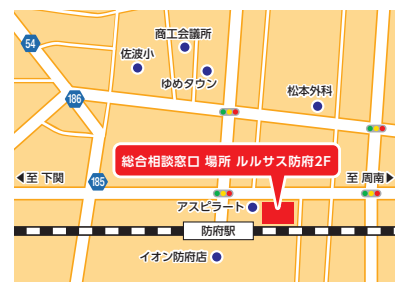 54
商工会議所
佐波小
ゆめタウン
186
松本外科
総合相談窓口 場所 ルルサス防府2F
◀至 下関
185
至 周南▶
アスピラート
防府駅
イオン防府店